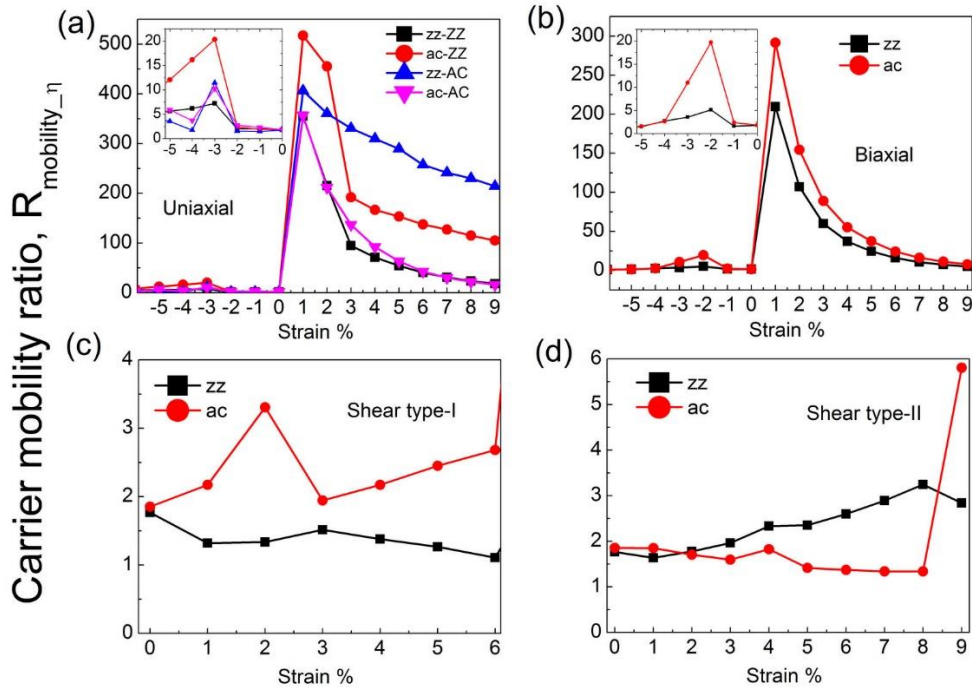 Carrier mobility ratio, R_mobility_η
(a)
500
400
300
200
100
0
20
15
10
5
0
-5 -4 -3 -2 -1 0
zz-ZZ
ac-ZZ
zz-AC
ac-AC
Uniaxial
-5 -4 -3 -2 -1 0 1 2 3 4 5 6 7 8 9
Strain %
(b)
300
250
200
150
100
50
0
20
15
10
5
0
-5 -4 -3 -2 -1 0
zz
ac
Biaxial
-5 -4 -3 -2 -1 0 1 2 3 4 5 6 7 8 9
Strain %
(c)
4
3
2
1
0
zz
ac
Shear type-I
0 1 2 3 4 5 6
Strain %
(d)
6
5
4
3
2
1
0
zz
ac
Shear type-II
0 1 2 3 4 5 6 7 8 9
Strain %